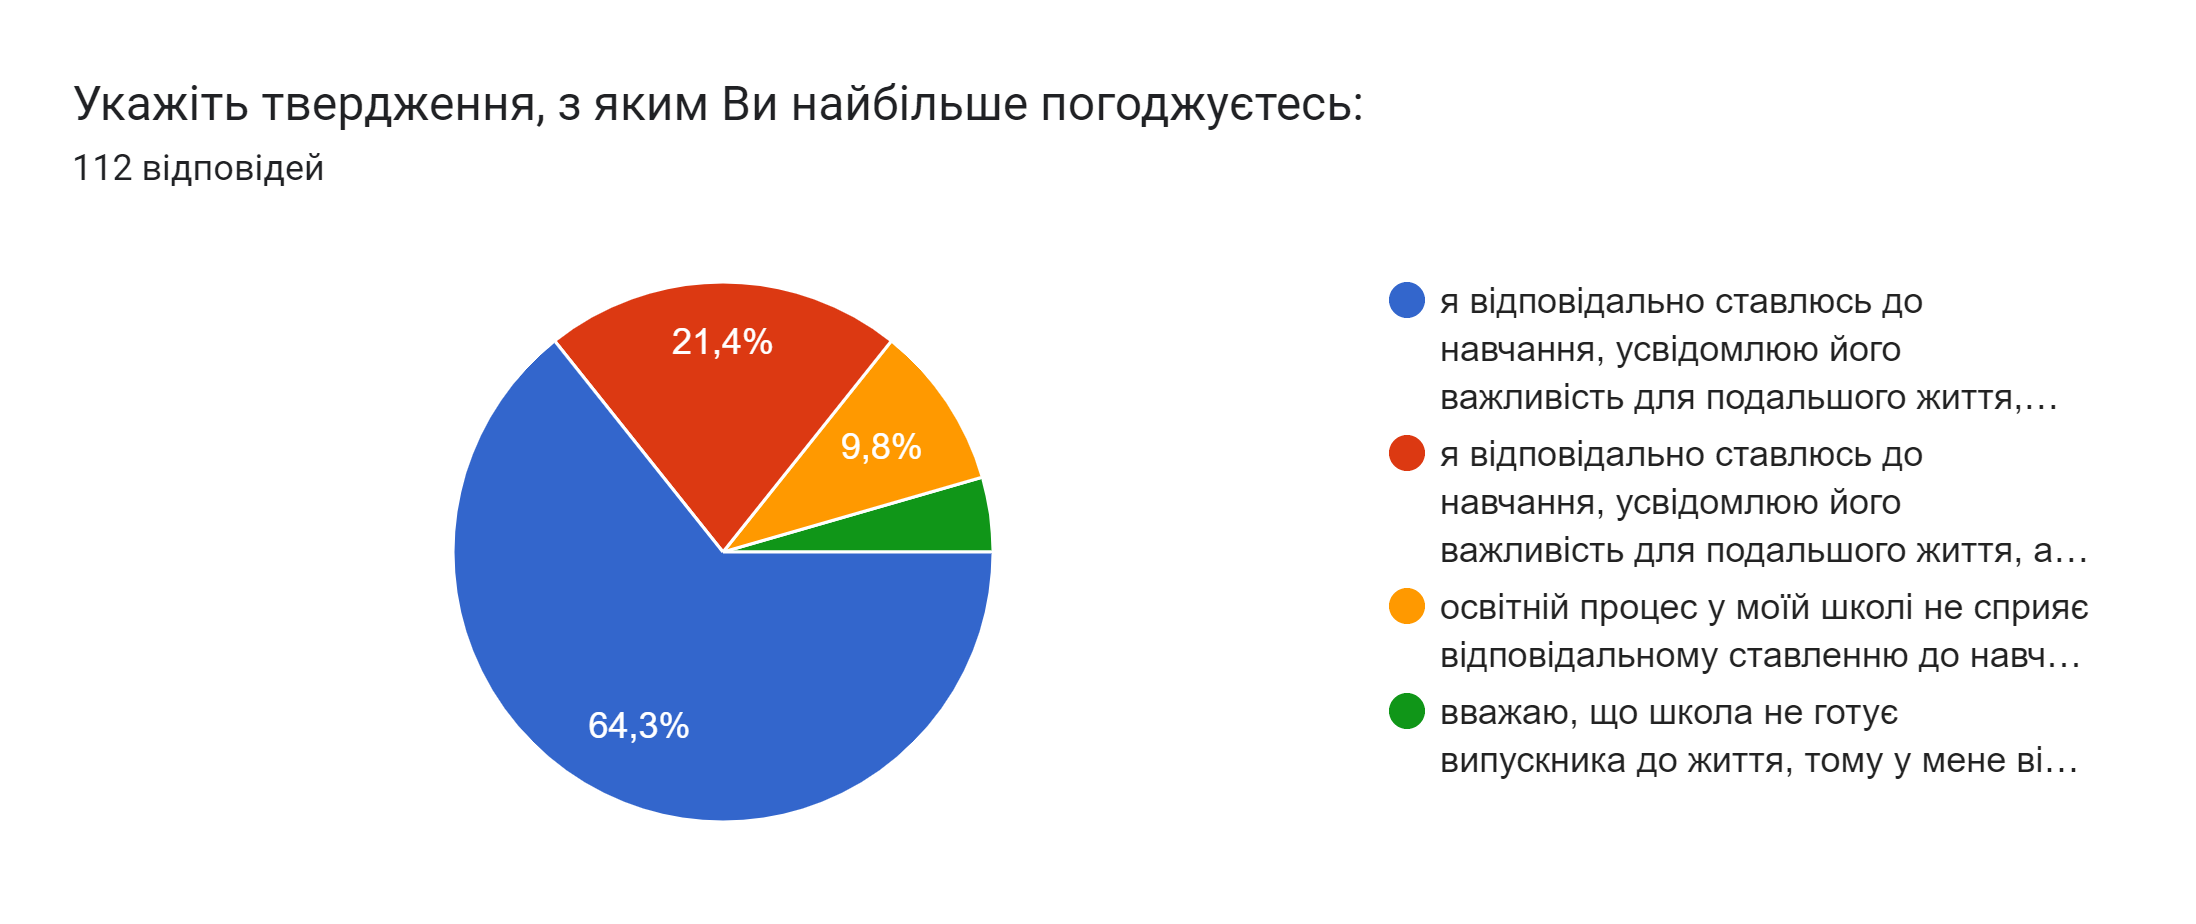 Укажіть твердження, з яким Ви найбільше погоджуєтесь:
112 відповідей
21,4%
9,8%
64,3%
я відповідально ставлюсь до
навчання, усвідомлюю його
важливість для подальшого життя,…
я відповідально ставлюсь до
навчання, усвідомлюю його
важливість для подальшого життя, а…
освітній процес у моїй школі не сприяє
відповідальному ставленню до навч…
вважаю, що школа не готує
випускника до життя, тому у мене ві…